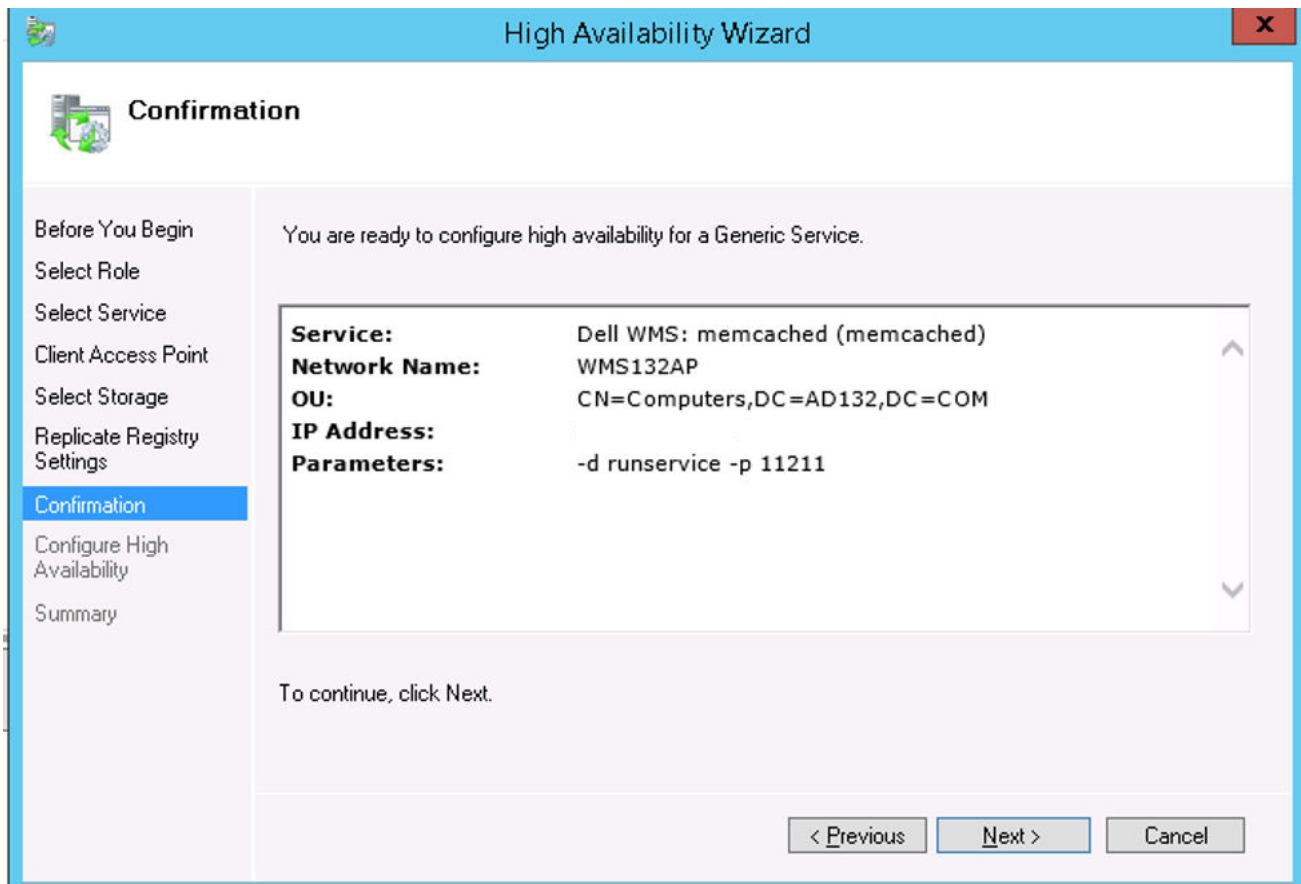 High Availability Wizard
x
Confirmation
Before You Begin
Select Role
Select Service
Client Access Point
Select Storage
Replicate Registry
Settings
Confirmation
Configure High
Availability
Summary
You are ready to configure high availability for a Generic Service.
Service: Dell WMS: memcached (memcached)
Network Name: WMS132AP
OU: CN=Computers,DC=AD132,DC=COM
IP Address:
Parameters: -d runservice -p 11211
To continue, click Next.
< Previous Next > Cancel